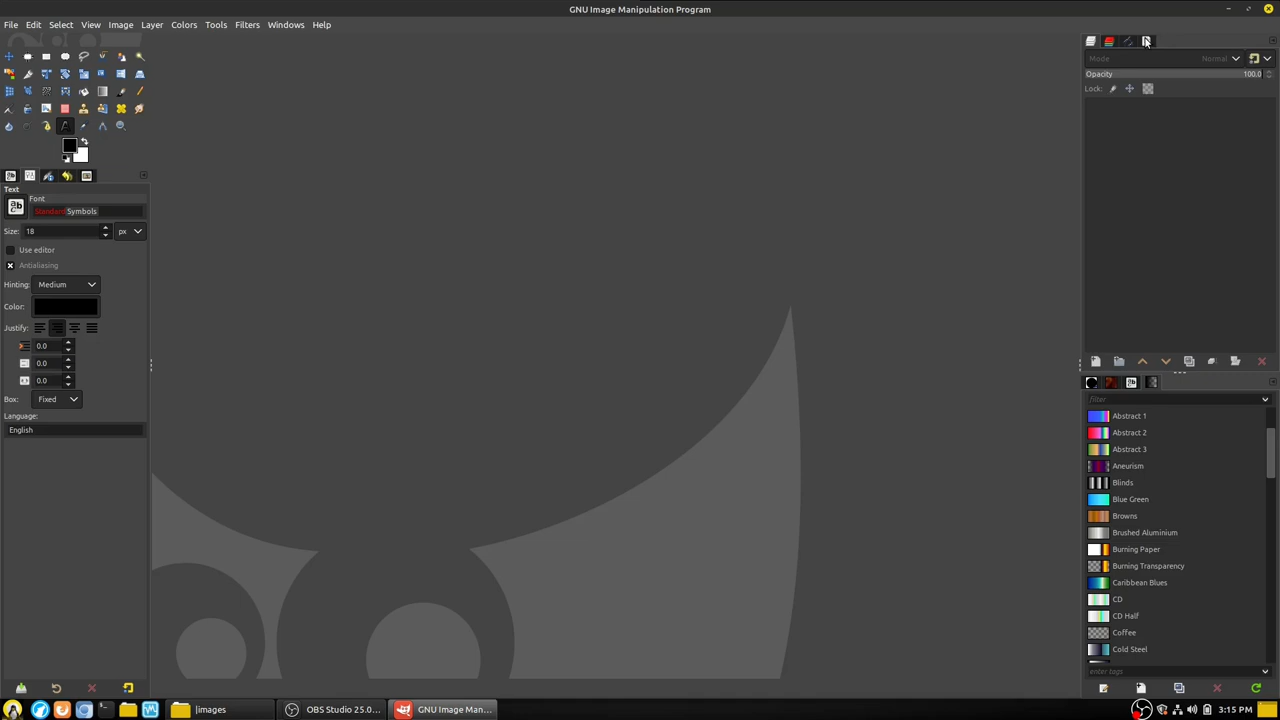 GNU Image Manipulation Program
File Edit Select View Image Layer Colors Tools Filters Windows Help
Mode Normal
Opacity 100.0
Lock:
Text
Font
Standard Symbols
Size: 18 px
Use editor
Antialiasing
Hinting: Medium
Color:
Justify:
0.0
0.0
0.0
Box: Fixed
Language:
English
filter
Abstract 1
Abstract 2
Abstract 3
Aneurism
Blinds
Blue Green
Browns
Brushed Aluminium
Burning Paper
Burning Transparency
Caribbean Blues
CD
CD Half
Coffee
Cold Steel
enter tags
|images
OBS Studio 25.0...
GNU Image Man...
3:15 PM